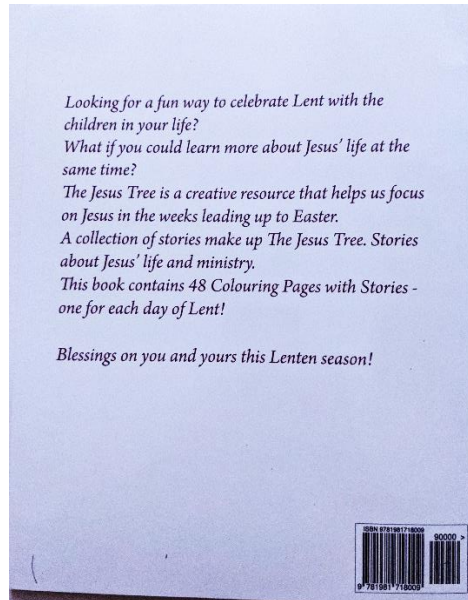 Looking for a fun way to celebrate Lent with the
children in your life?
What if you could learn more about Jesus' life at the
same time?
The Jesus Tree is a creative resource that helps us focus
on Jesus in the weeks leading up to Easter.
A collection of stories make up The Jesus Tree. Stories
about Jesus' life and ministry.
This book contains 48 Colouring Pages with Stories -
one for each day of Lent!
Blessings on you and yours this Lenten season!
ISBN 9781981718009
90000 >
9 781981 718009